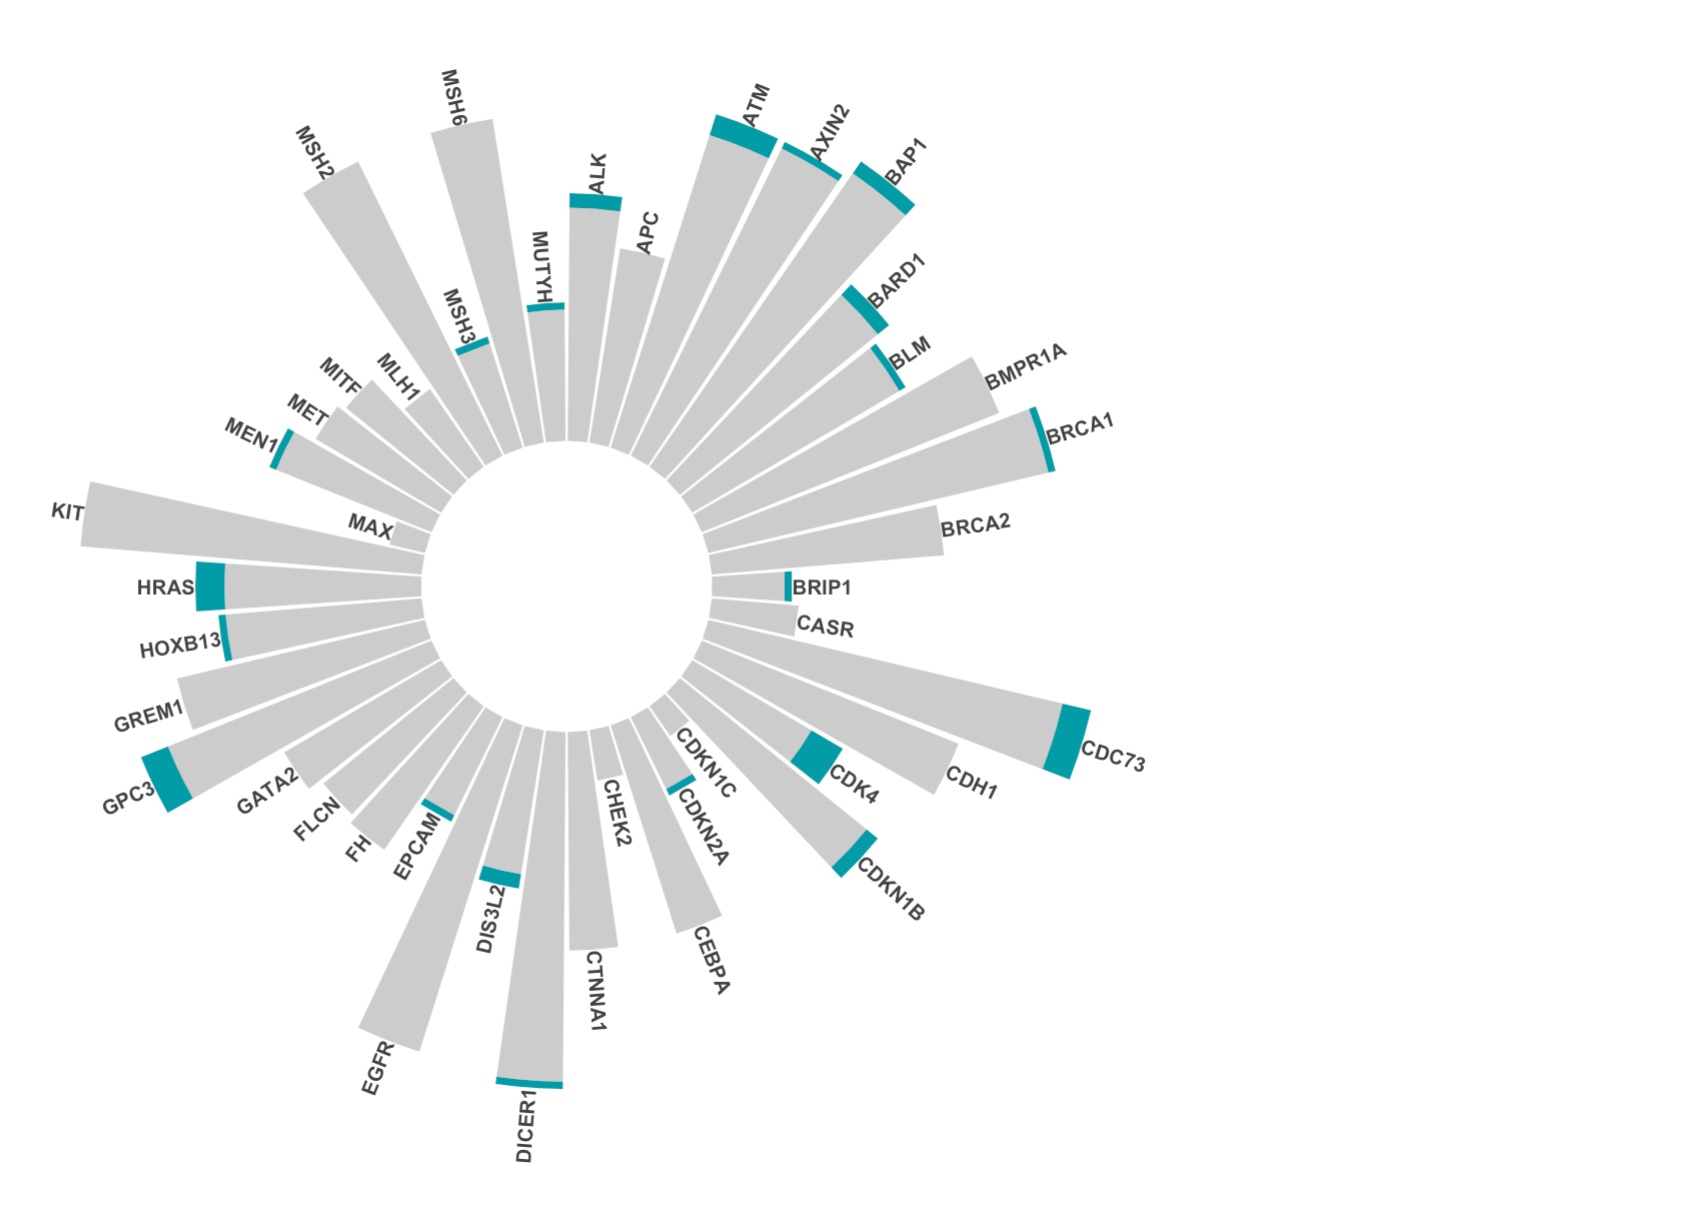 ALK
APC
ATM
AXIN2
BAP1
BARD1
BLM
BMPR1A
BRCA1
BRCA2
BRIP1
CASR
CDC73
CDH1
CDK4
CDKN1B
CDKN1C
CDKN2A
CEBPA
CHEK2
CTNNA1
DICER1
DIS3L2
EGFR
EPCAM
FH
FLCN
GATA2
GPC3
GREM1
HOXB13
HRAS
KIT
MAX
MEN1
MET
MITF
MLH1
MSH2
MSH3
MSH6
MUTYH